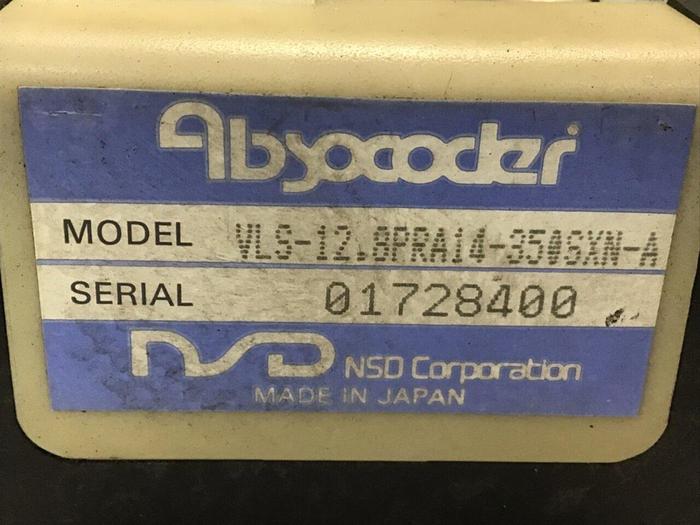 Absocoder
MODEL VLS-12.8PRA14-350SXN-A
SERIAL 01728400
NSD NSD Corporation
MADE IN JAPAN